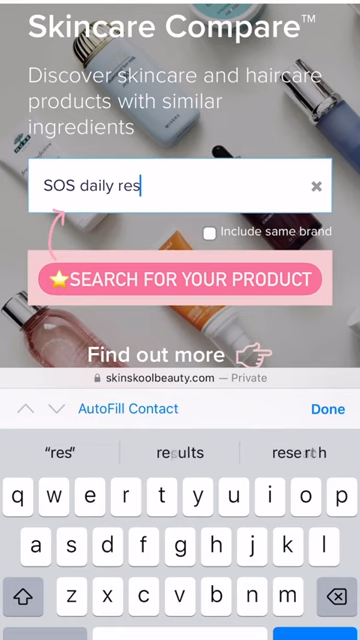 Skincare Compare™
Discover skincare and haircare
products with similar
ingredients
SOS daily res
Include same brand
⭐SEARCH FOR YOUR PRODUCT
Find out more
skinskoolbeauty.com — Private
AutoFill Contact Done
“res” results research
q w e r t y u i o p
a s d f g h j k l
z x c v b n m